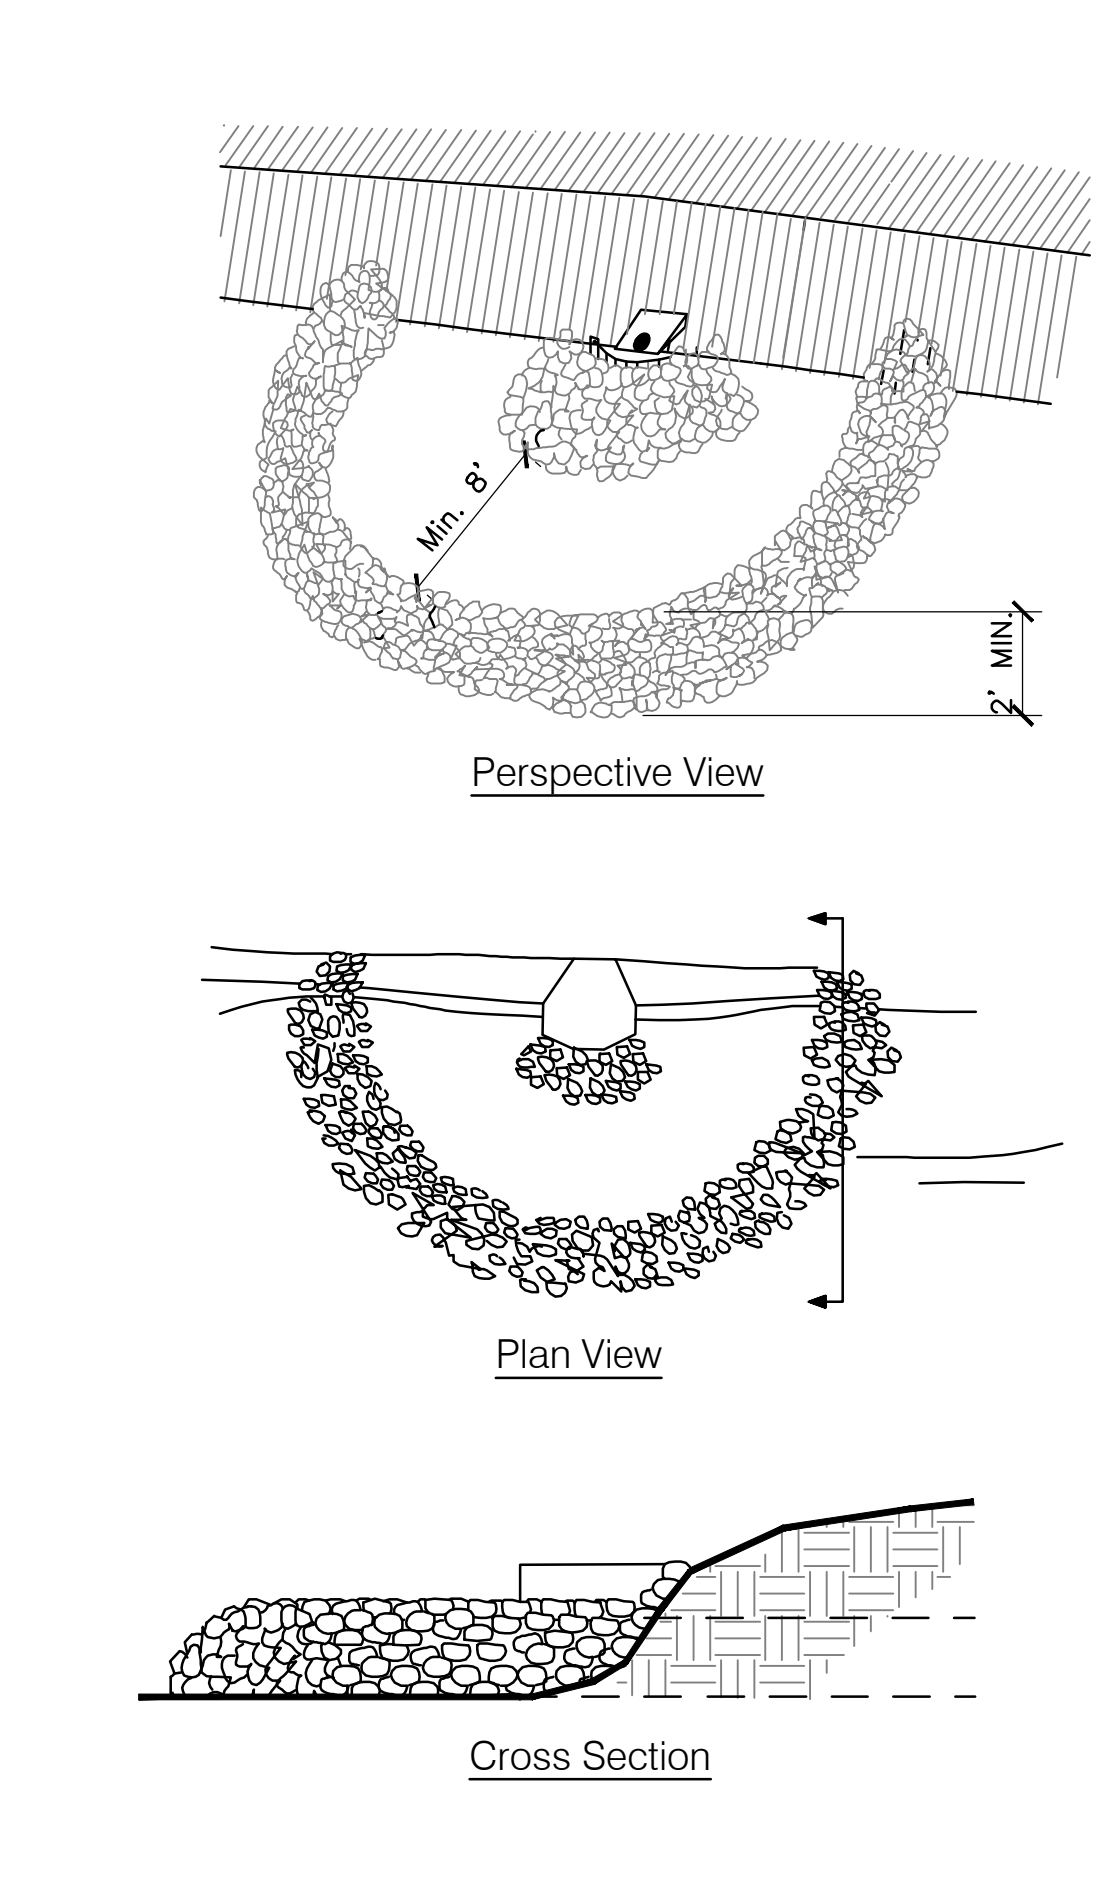 Min. 8'
2' MIN.
Perspective View
Plan View
Cross Section